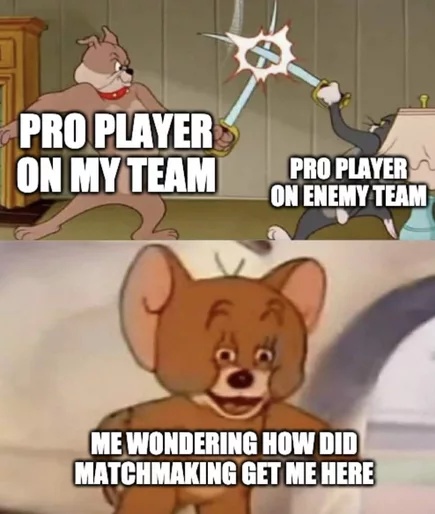 PRO PLAYER
ON MY TEAM
PRO PLAYER
ON ENEMY TEAM
ME WONDERING HOW DID
MATCHMAKING GET ME HERE